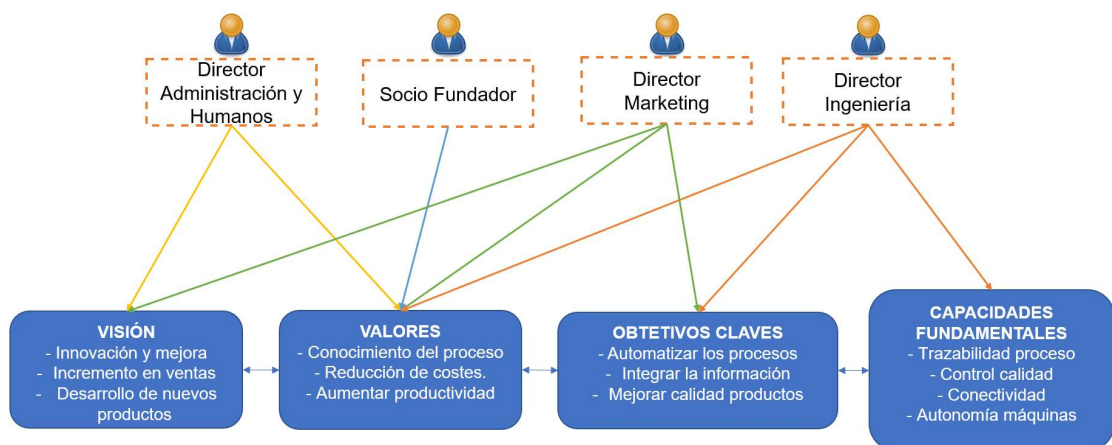 Director
Administración y
Humanos
Socio Fundador
Director
Marketing
Director
Ingeniería
VISIÓN
- Innovación y mejora
- Incremento en ventas
- Desarrollo de nuevos
productos
VALORES
- Conocimiento del proceso
- Reducción de costes.
- Aumentar productividad
OBTETIVOS CLAVES
- Automatizar los procesos
- Integrar la información
- Mejorar calidad productos
CAPACIDADES
FUNDAMENTALES
- Trazabilidad proceso
- Control calidad
- Conectividad
- Autonomía máquinas